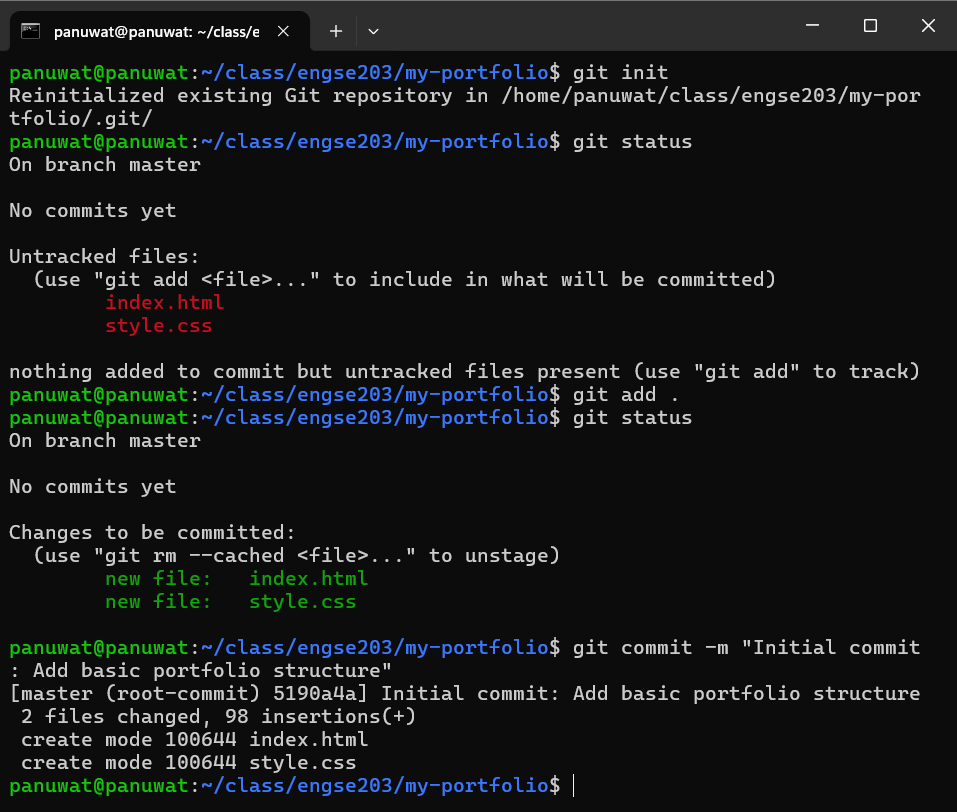 panuwat@panuwat: ~/class/e
panuwat@panuwat:~/class/engse203/my-portfolio$ git init
Reinitialized existing Git repository in /home/panuwat/class/engse203/my-por
tfolio/.git/
panuwat@panuwat:~/class/engse203/my-portfolio$ git status
On branch master
No commits yet
Untracked files:
  (use "git add <file>..." to include in what will be committed)
        index.html
        style.css
nothing added to commit but untracked files present (use "git add" to track)
panuwat@panuwat:~/class/engse203/my-portfolio$ git add .
panuwat@panuwat:~/class/engse203/my-portfolio$ git status
On branch master
No commits yet
Changes to be committed:
  (use "git rm --cached <file>..." to unstage)
        new file:   index.html
        new file:   style.css
panuwat@panuwat:~/class/engse203/my-portfolio$ git commit -m "Initial commit
: Add basic portfolio structure"
[master (root-commit) 5190a4a] Initial commit: Add basic portfolio structure
 2 files changed, 98 insertions(+)
 create mode 100644 index.html
 create mode 100644 style.css
panuwat@panuwat:~/class/engse203/my-portfolio$